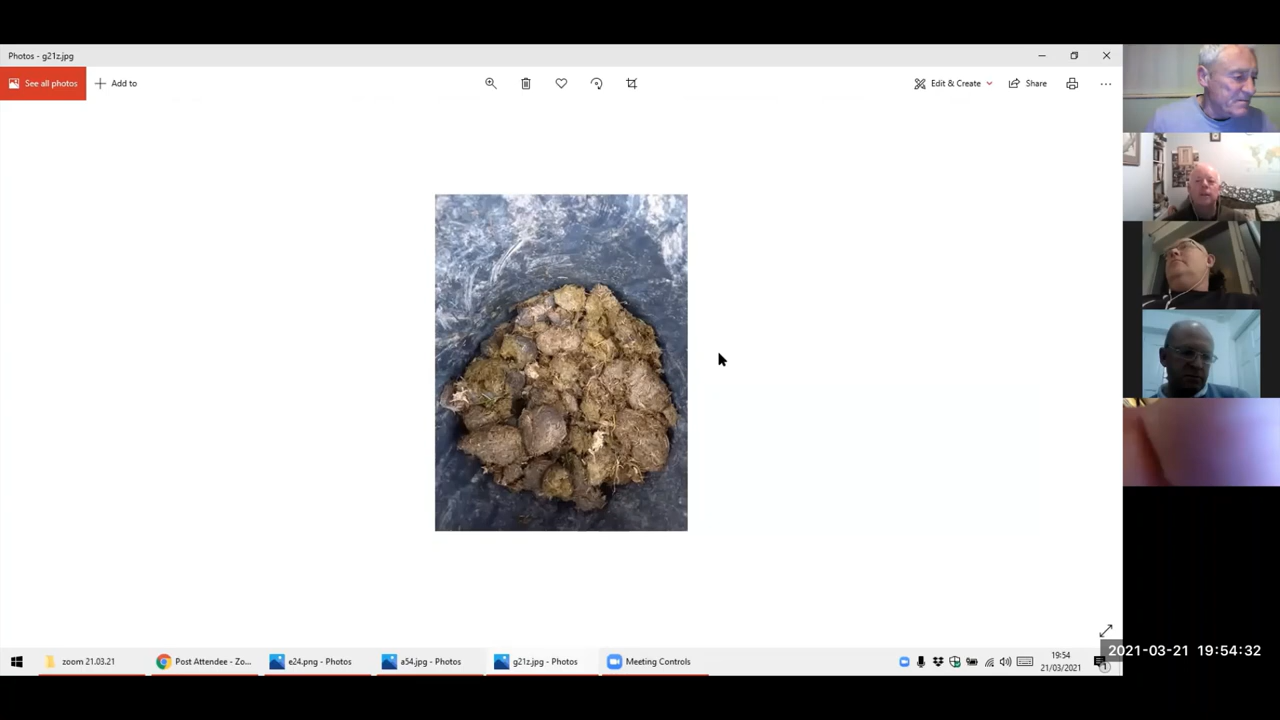 Photos - g21z.jpg
See all photos
Add to
Edit & Create
Share
zoom 21.03.21
Post Attendee - Zo...
e24.png - Photos
a54.jpg - Photos
g21z.jpg - Photos
Meeting Controls
19:54
21/03/2021
1
2021-03-21 19:54:32